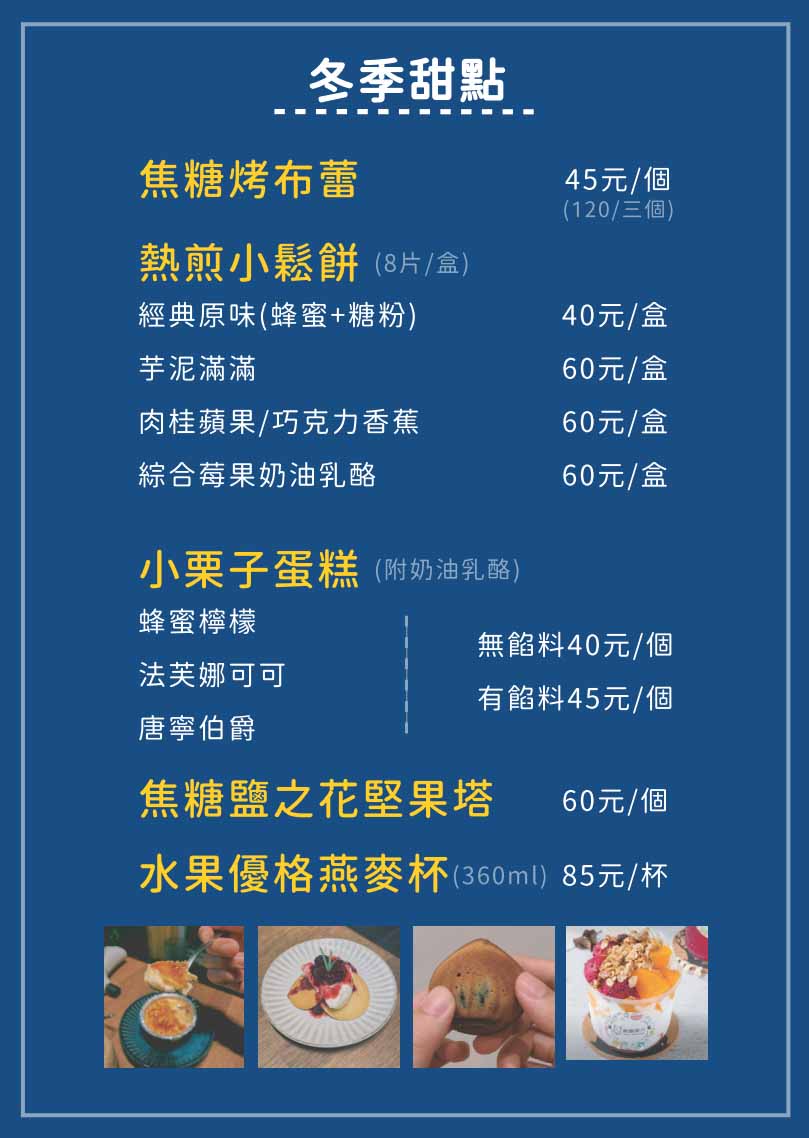 冬季甜點
焦糖烤布蕾 45元/個
(120/三個)
熱煎小鬆餅 (8片/盒)
經典原味(蜂蜜+糖粉) 40元/盒
芋泥滿滿 60元/盒
肉桂蘋果/巧克力香蕉 60元/盒
綜合莓果奶油乳酪 60元/盒
小栗子蛋糕 (附奶油乳酪)
蜂蜜檸檬
無餡料40元/個
法芙娜可可
有餡料45元/個
唐寧伯爵
焦糖鹽之花堅果塔 60元/個
水果優格燕麥杯(360ml) 85元/杯